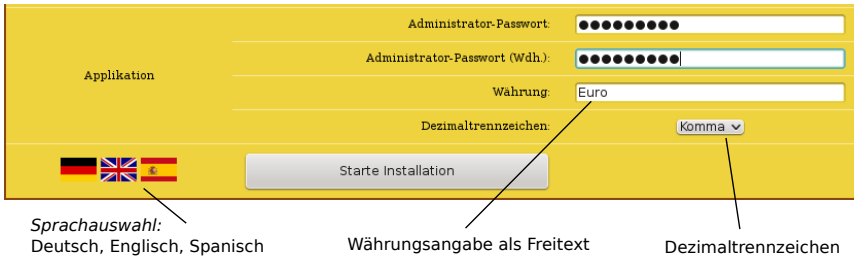 Administrator-Passwort: ●●●●●●●●●
Administrator-Passwort (Wdh.): ●●●●●●●●●
Applikation
Währung: Euro
Dezimaltrennzeichen: Komma
Starte Installation
Sprachauswahl:
Deutsch, Englisch, Spanisch
Währungsangabe als Freitext
Dezimaltrennzeichen